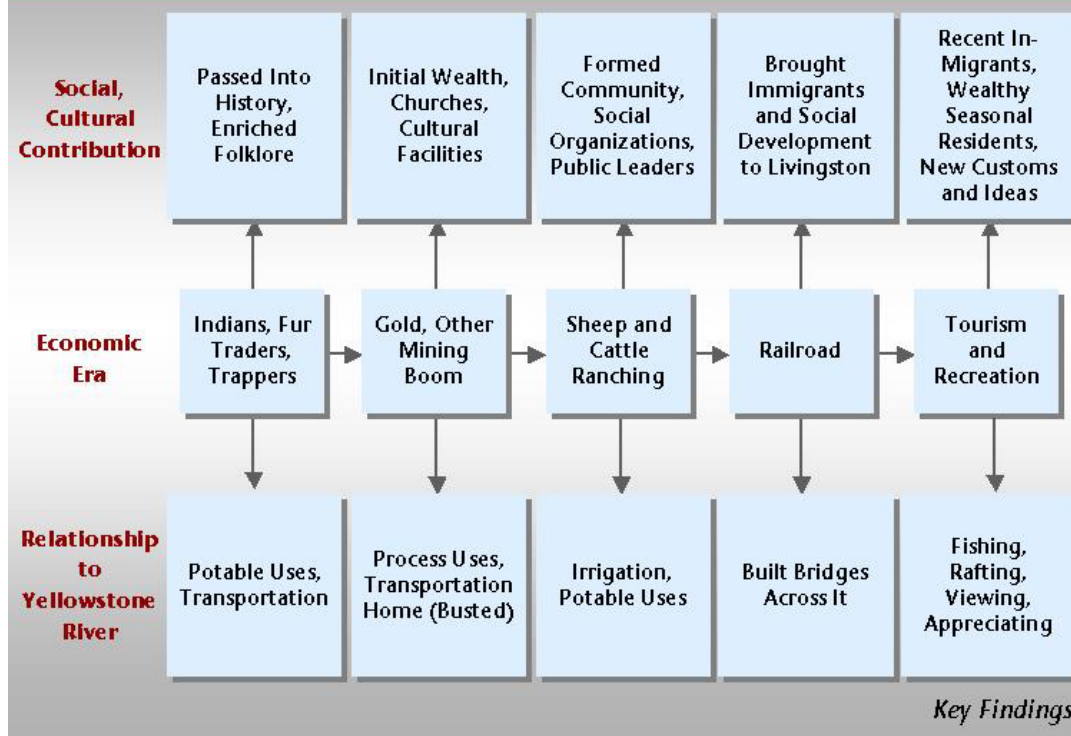 Social,
Cultural
Contribution
Passed Into
History,
Enriched
Folklore
Initial Wealth,
Churches,
Cultural
Facilities
Formed
Community,
Social
Organizations,
Public Leaders
Brought
Immigrants
and Social
Development
to Livingston
Recent In-
Migrants,
Wealthy
Seasonal
Residents,
New Customs
and Ideas
Economic
Era
Indians, Fur
Traders,
Trappers
Gold, Other
Mining
Boom
Sheep and
Cattle
Ranching
Railroad
Tourism
and
Recreation
Relationship
to
Yellowstone
River
Potable Uses,
Transportation
Process Uses,
Transportation
Home (Busted)
Irrigation,
Potable Uses
Built Bridges
Across It
Fishing,
Rafting,
Viewing,
Appreciating
Key Findings